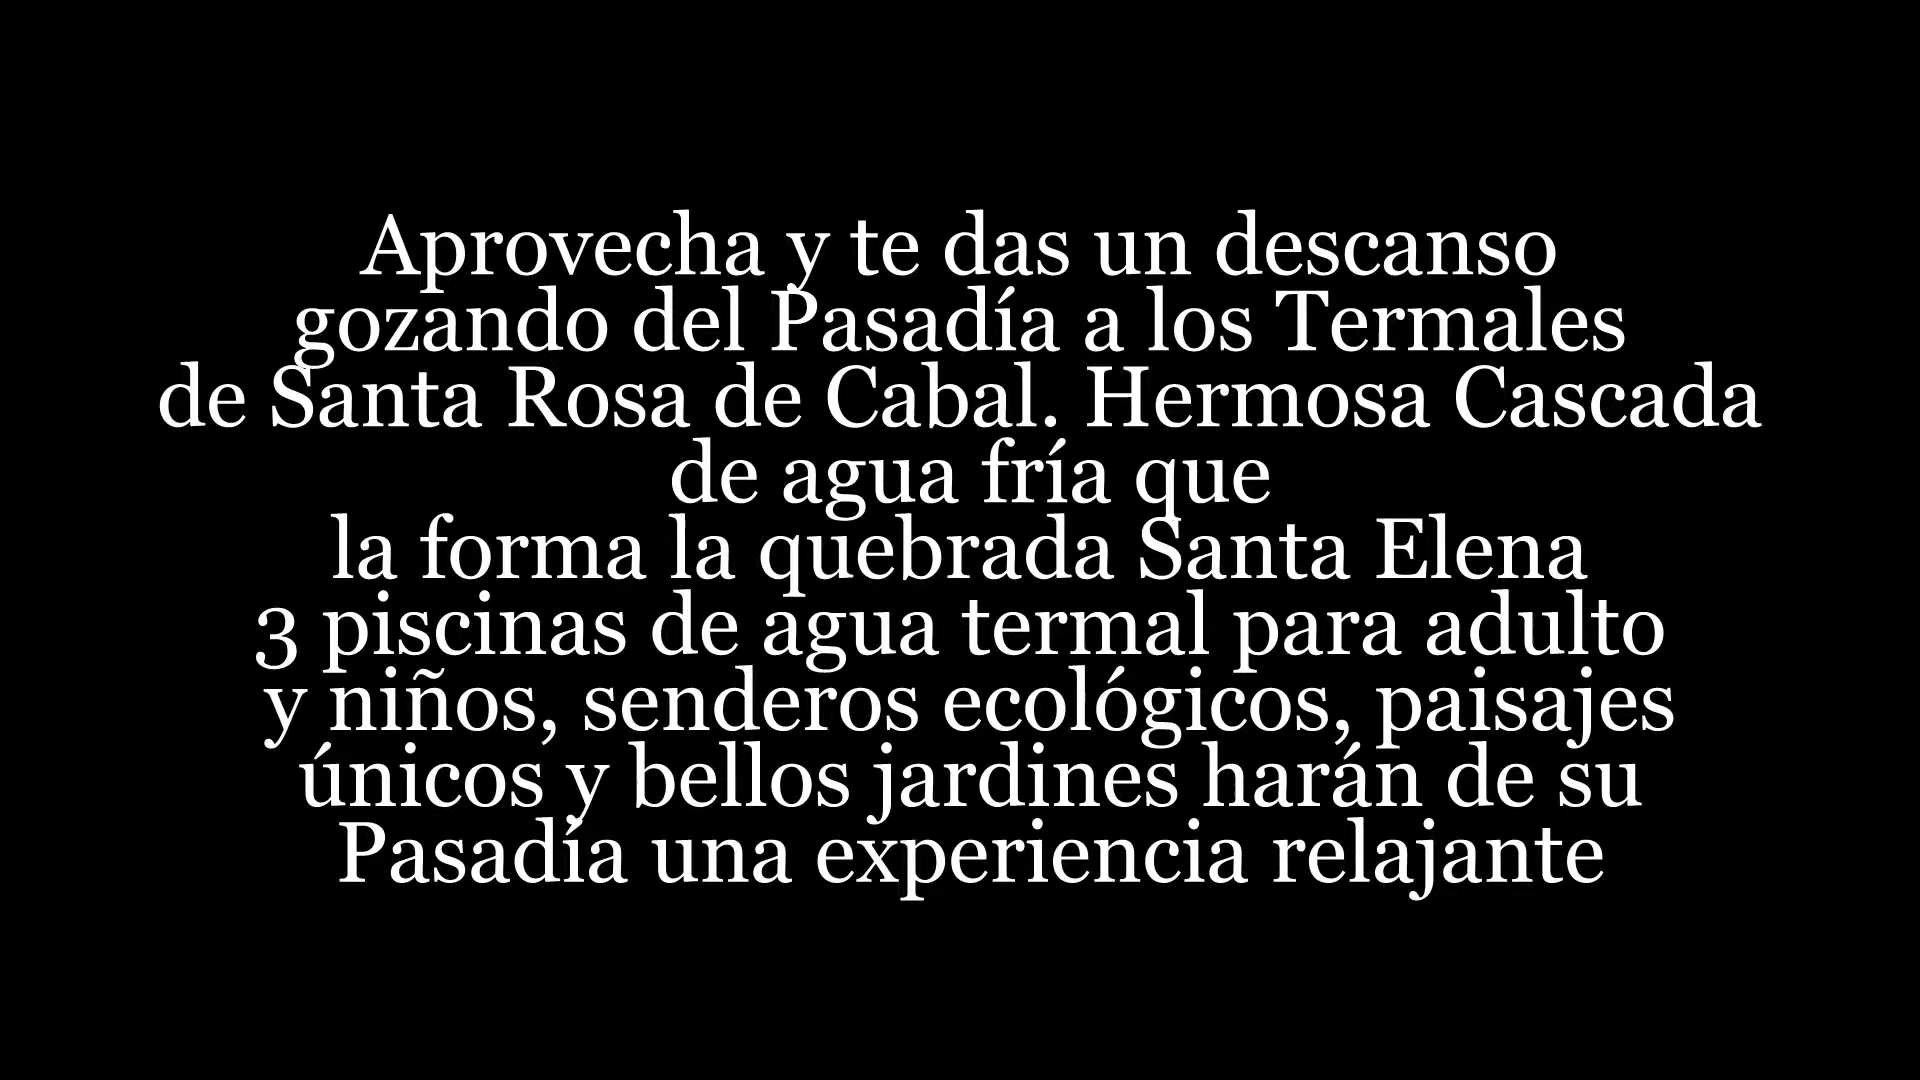 Aprovecha y te das un descanso
gozando del Pasadía a los Termales
de Santa Rosa de Cabal. Hermosa Cascada
de agua fría que
la forma la quebrada Santa Elena
3 piscinas de agua termal para adulto
y niños, senderos ecológicos, paisajes
únicos y bellos jardines harán de su
Pasadía una experiencia relajante